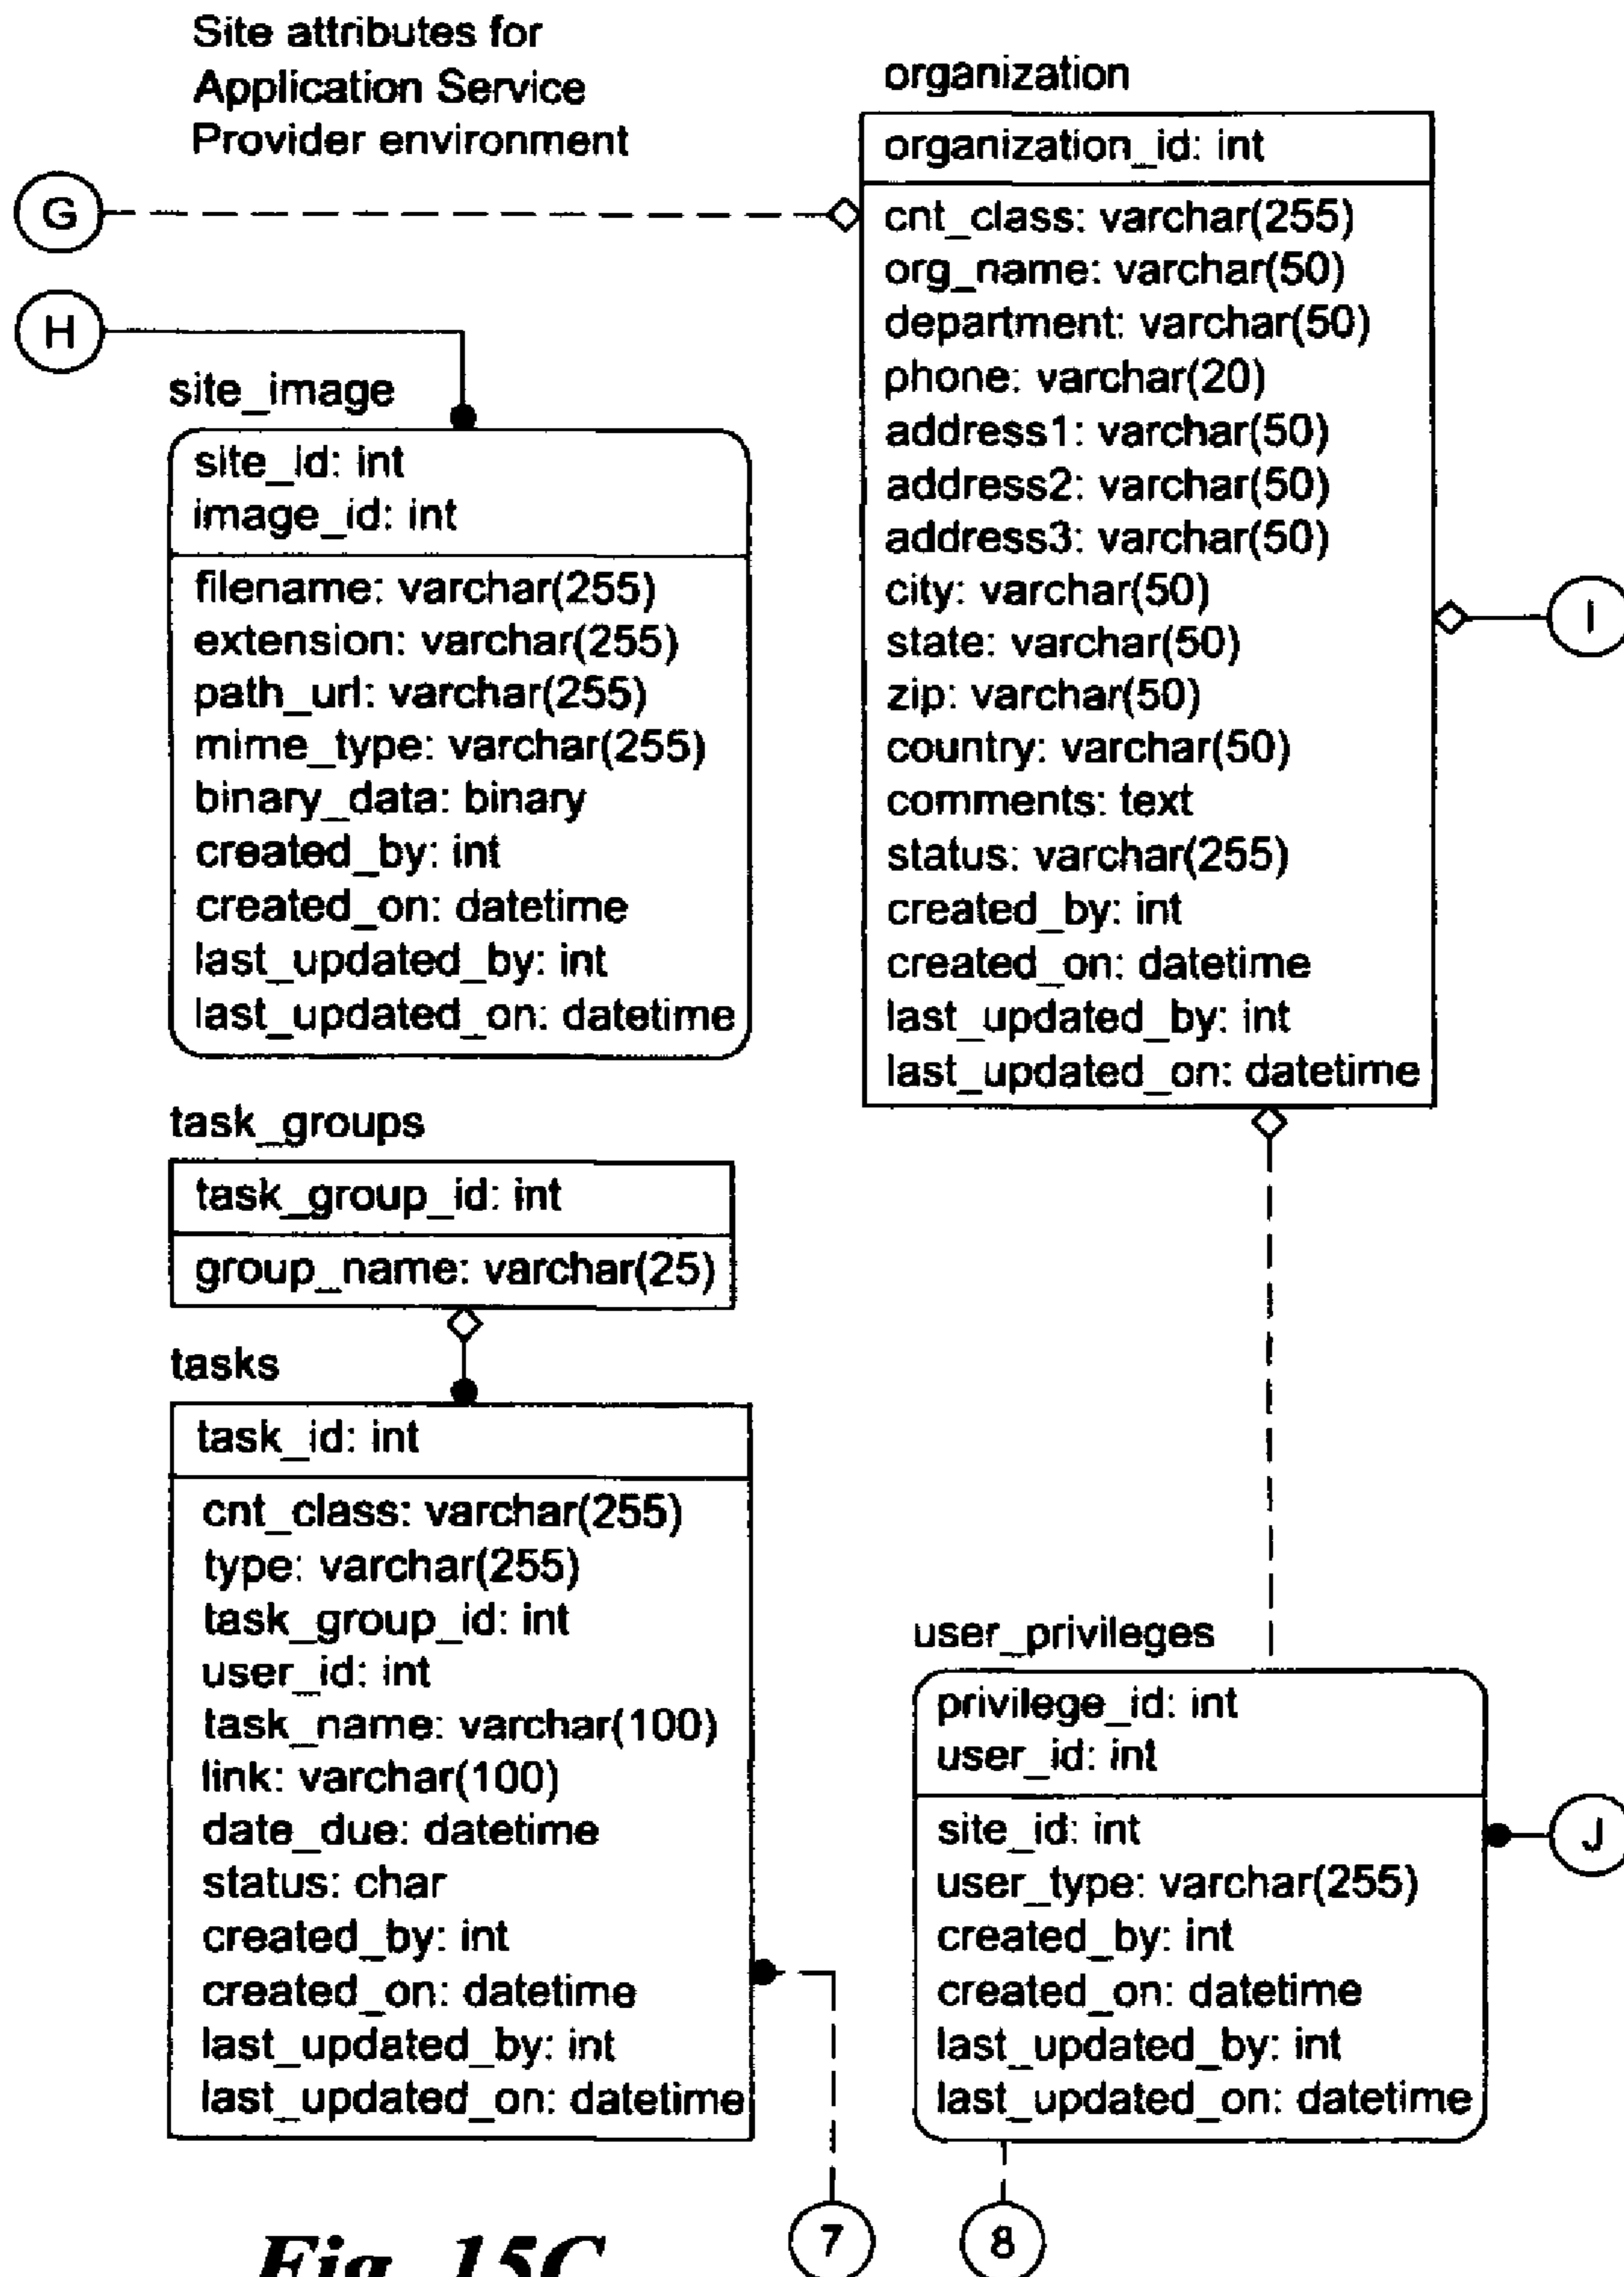 Site attributes for
Application Service
Provider environment
G
H
site_image
site_id: int
image_id: int
filename: varchar(255)
extension: varchar(255)
path_url: varchar(255)
mime_type: varchar(255)
binary_data: binary
created_by: int
created_on: datetime
last_updated_by: int
last_updated_on: datetime
organization
organization_id: int
cnt_class: varchar(255)
org_name: varchar(50)
department: varchar(50)
phone: varchar(20)
address1: varchar(50)
address2: varchar(50)
address3: varchar(50)
city: varchar(50)
state: varchar(50)
zip: varchar(50)
country: varchar(50)
comments: text
status: varchar(255)
created_by: int
created_on: datetime
last_updated_by: int
last_updated_on: datetime
I
task_groups
task_group_id: int
group_name: varchar(25)
tasks
task_id: int
cnt_class: varchar(255)
type: varchar(255)
task_group_id: int
user_id: int
task_name: varchar(100)
link: varchar(100)
date_due: datetime
status: char
created_by: int
created_on: datetime
last_updated_by: int
last_updated_on: datetime
user_privileges
privilege_id: int
user_id: int
site_id: int
user_type: varchar(255)
created_by: int
created_on: datetime
last_updated_by: int
last_updated_on: datetime
J
7
8
Fig. 15C